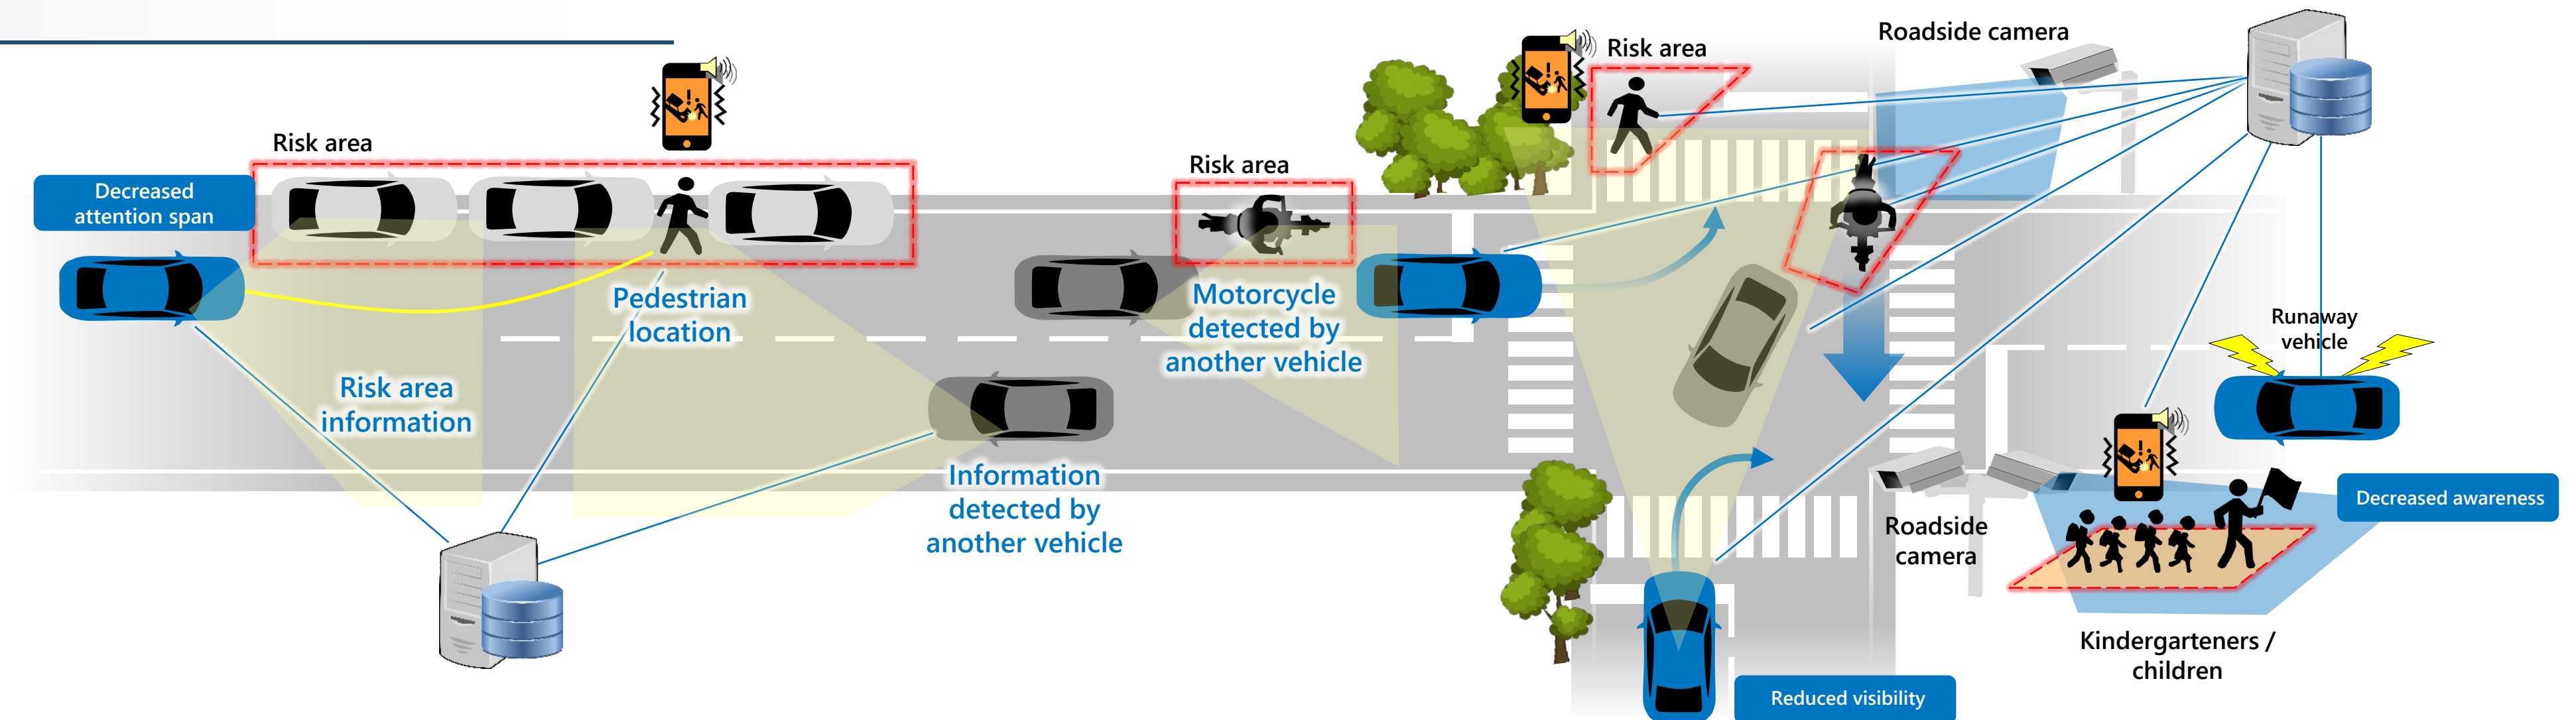 Risk area
Decreased
attention span
Pedestrian
location
Risk area
information
Information
detected by
another vehicle
Risk area
Motorcycle
detected by
another vehicle
Risk area
Roadside camera
Runaway
vehicle
Roadside
camera
Decreased awareness
Kindergarteners /
children
Reduced visibility